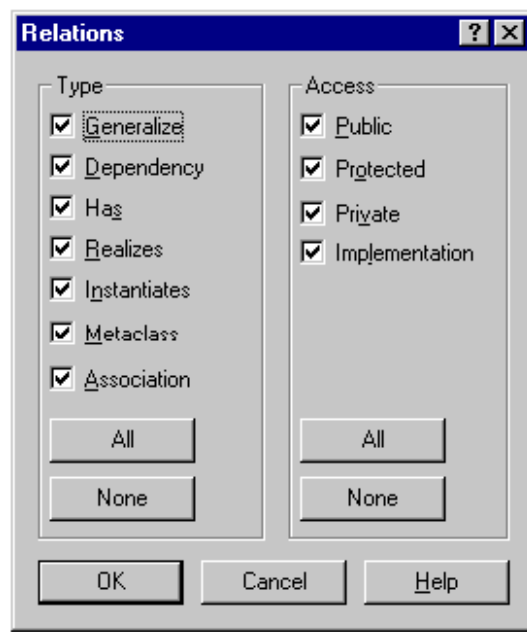 Relations
Type
Generalize
Dependency
Has
Realizes
Instantiates
Metaclass
Association
All
None
Access
Public
Protected
Private
Implementation
All
None
OK
Cancel
Help